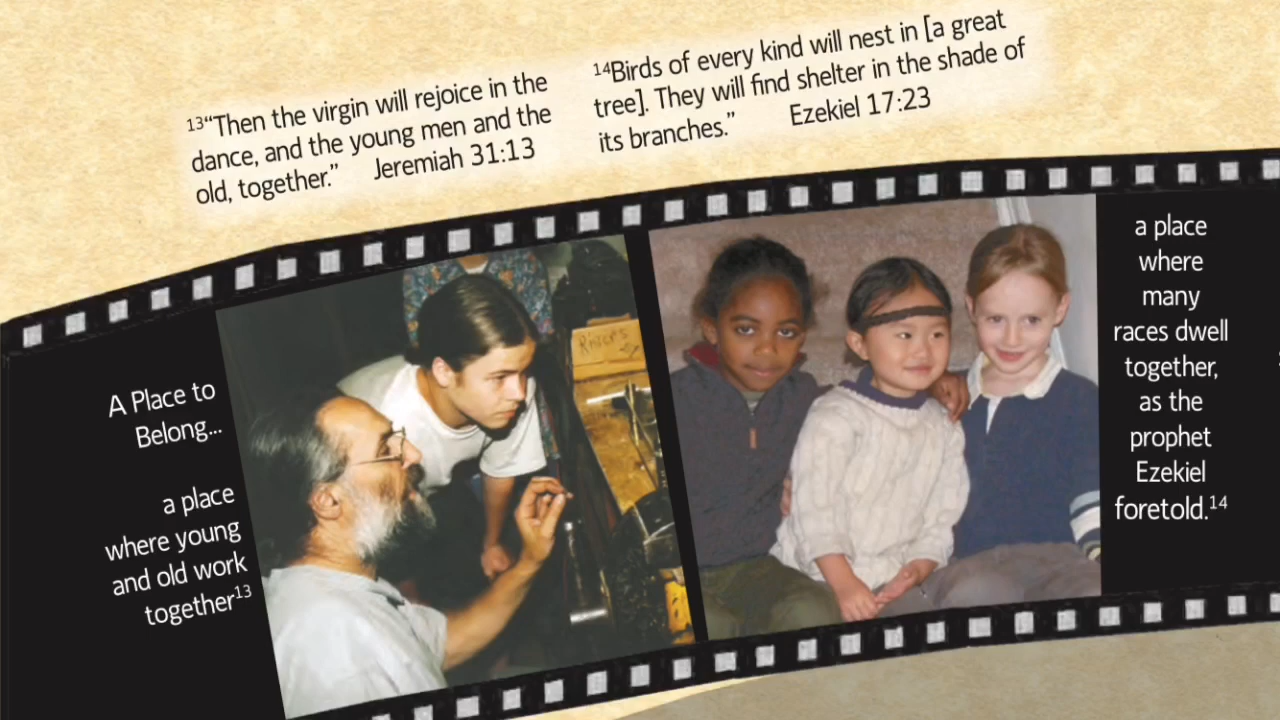 ¹³“Then the virgin will rejoice in the
dance, and the young men and the
old, together.” Jeremiah 31:13
¹⁴Birds of every kind will nest in [a great
tree]. They will find shelter in the shade of
its branches.” Ezekiel 17:23
A Place to
Belong...
a place
where young
and old work
together¹³
a place
where
many
races dwell
together,
as the
prophet
Ezekiel
foretold.¹⁴